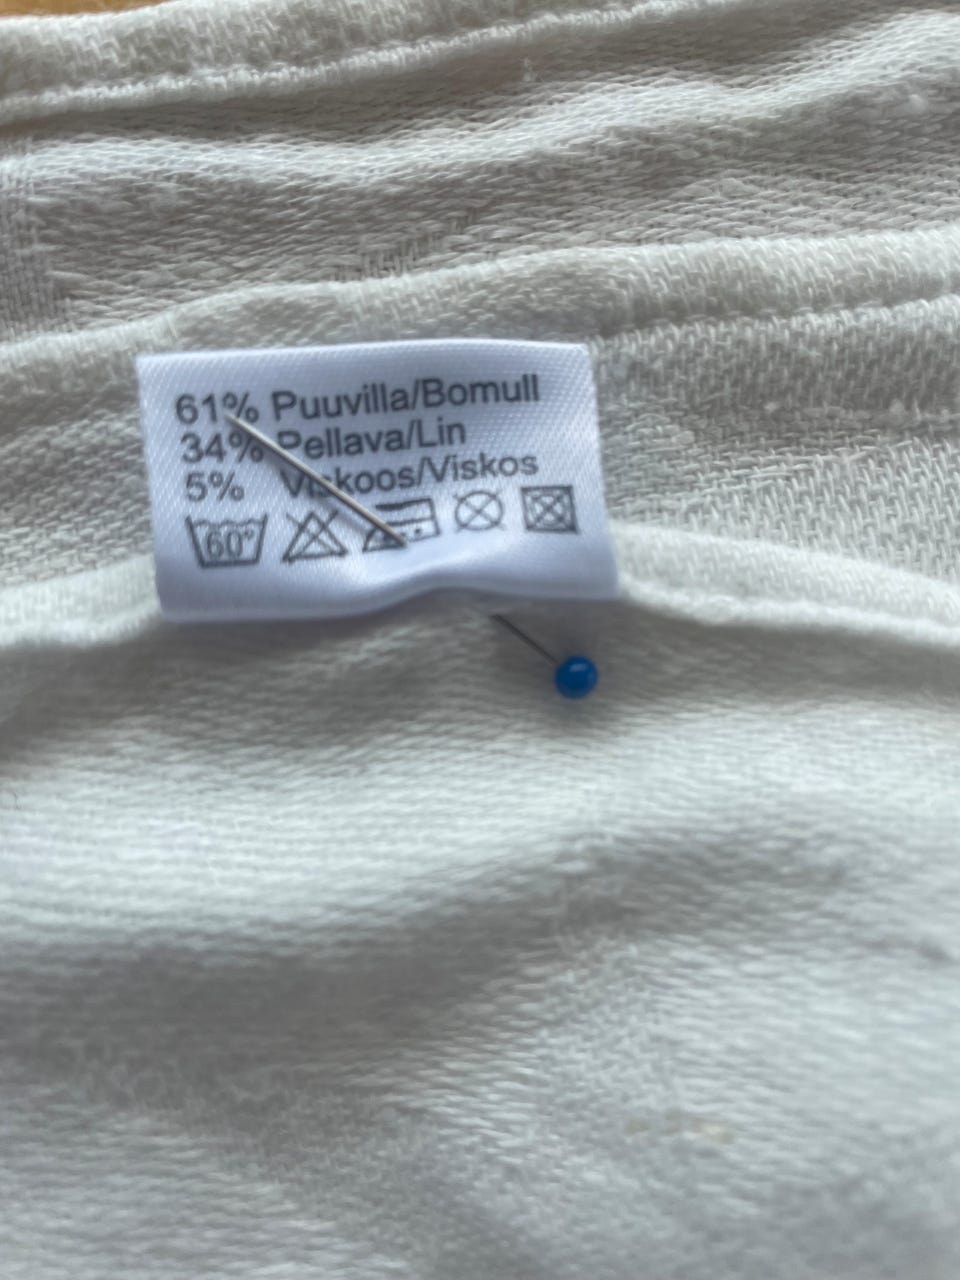 61% Puuvilla/Bomull
34% Pellava/Lin
5% Viskoos/Viskos
60°